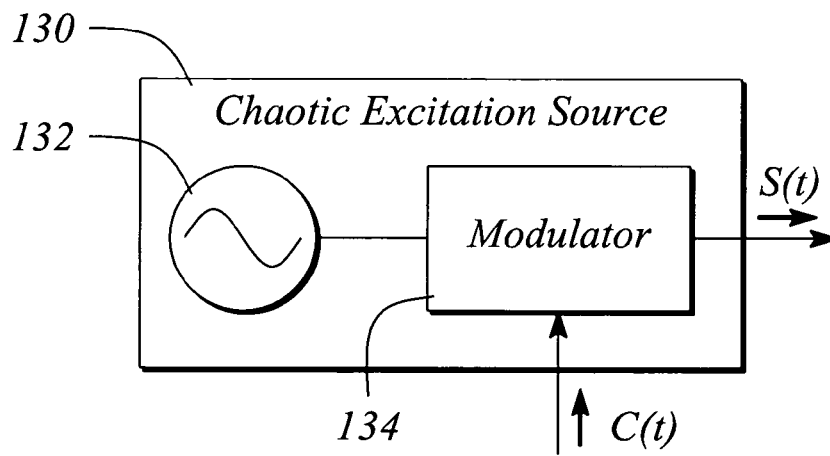 130
Chaotic Excitation Source
132
S(t)
Modulator
134
C(t)